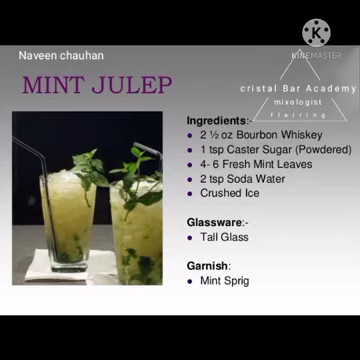 Naveen chauhan
K
KINEMASTER
MINT JULEP
cristal Bar Academy
mixologist
flairing
Ingredients:-
● 2 ½ oz Bourbon Whiskey
● 1 tsp Caster Sugar (Powdered)
● 4- 6 Fresh Mint Leaves
● 2 tsp Soda Water
● Crushed Ice
Glassware:-
● Tall Glass
Garnish:
● Mint Sprig